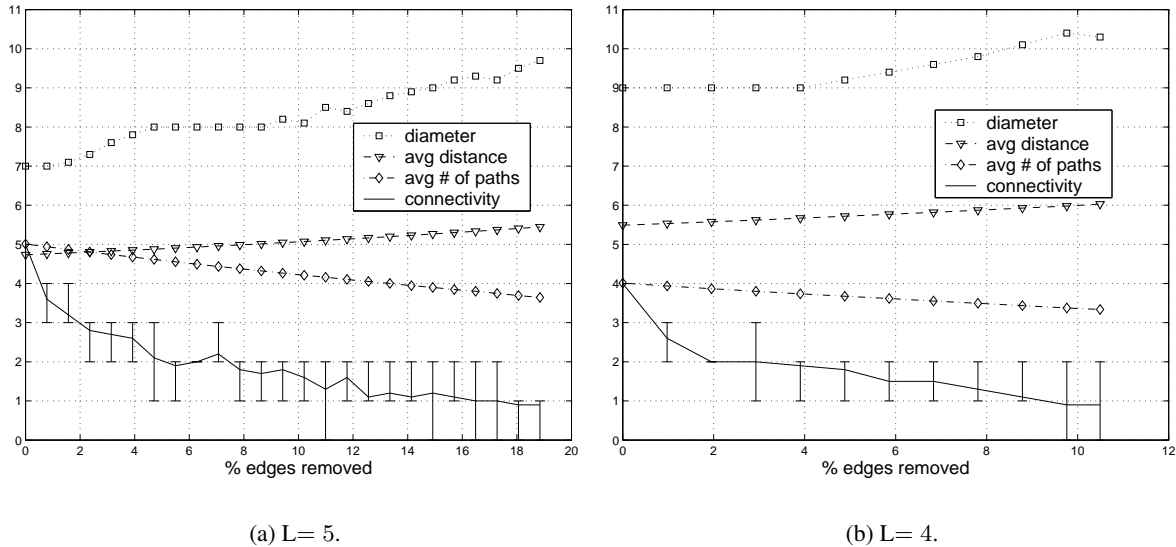 11
10
9
8
7
6
5
4
3
2
1
0
0 2 4 6 8 10 12 14 16 18 20
% edges removed
diameter
avg distance
avg # of paths
connectivity
(a) L= 5.
11
10
9
8
7
6
5
4
3
2
1
0
0 2 4 6 8 10 12
% edges removed
diameter
avg distance
avg # of paths
connectivity
(b) L= 4.